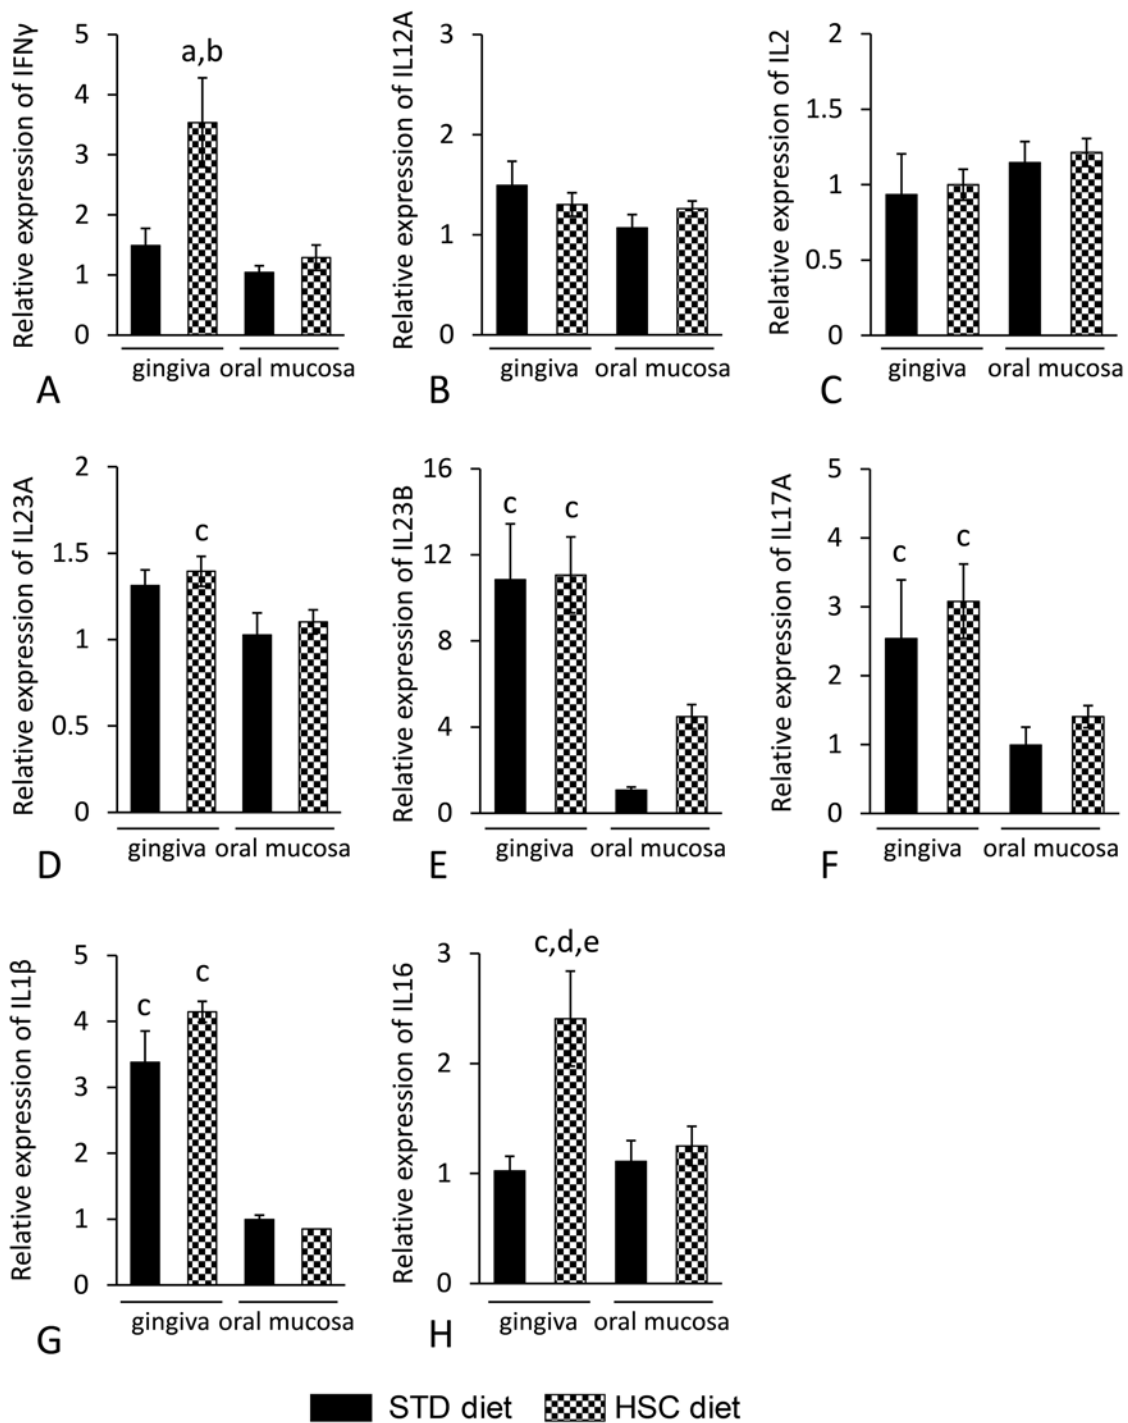 Relative expression of IFNγ
5
4
3
2
1
0
a,b
gingiva oral mucosa
A
Relative expression of IL12A
3
2
1
0
gingiva oral mucosa
B
Relative expression of IL2
2
1.5
1
0.5
0
gingiva oral mucosa
C
Relative expression of IL23A
2
1.5
1
0.5
0
c
gingiva oral mucosa
D
Relative expression of IL23B
16
12
8
4
0
c c
gingiva oral mucosa
E
Relative expression of IL17A
5
4
3
2
1
0
c c
gingiva oral mucosa
F
Relative expression of IL1β
5
4
3
2
1
0
c c
gingiva oral mucosa
G
Relative expression of IL16
3
2
1
0
c,d,e
gingiva oral mucosa
H
STD diet HSC diet